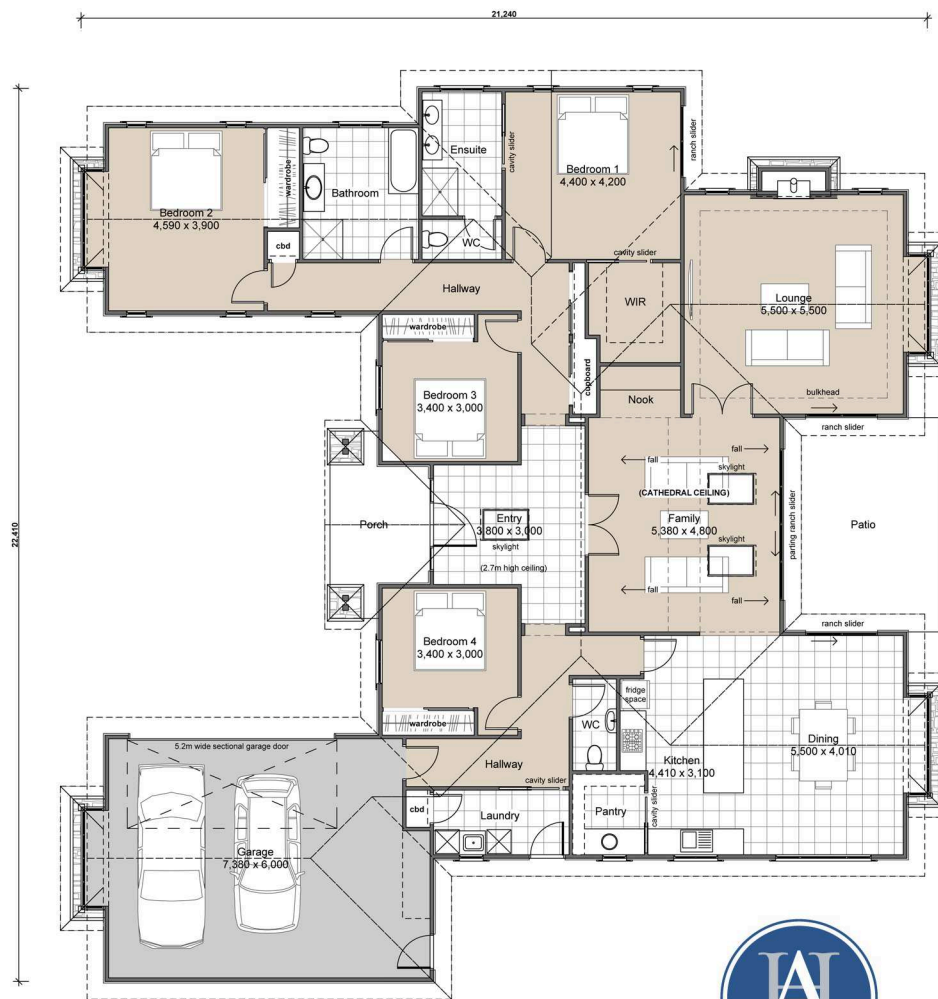 21,240
22,410
Ensuite
cavity slider
Bedroom 1
4,400 x 4,200
ranch slider
Bedroom 2
4,590 x 3,900
wardrobe
Bathroom
cbd
WC
cavity slider
Hallway
WIR
Lounge
5,500 x 5,500
wardrobe
cupboard
Bedroom 3
3,400 x 3,000
Nook
bulkhead
ranch slider
fall
fall
skylight
(CATHEDRAL CEILING)
Porch
Entry
3,800 x 3,000
skylight
(2.7m high ceiling)
Family
5,380 x 4,800
parting ranch slider
Patio
skylight
fall
fall
ranch slider
Bedroom 4
3,400 x 3,000
wardrobe
WC
fridge
space
Dining
5,500 x 4,010
Kitchen
4,410 x 3,100
5.2m wide sectional garage door
Hallway
cavity slider
cbd
Laundry
Pantry
cavity slider
Garage
7,380 x 6,000
HA